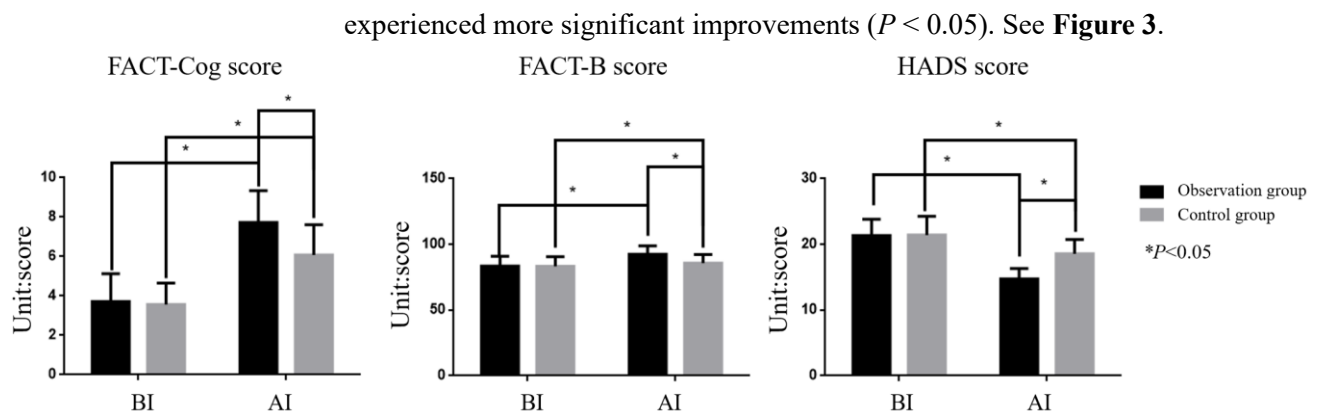 experienced more significant improvements (P < 0.05). See Figure 3.
FACT-Cog score
FACT-B score
HADS score
*
*
*
*
*
*
*
*
*
10
8
6
4
2
0
Unit:score
BI
AI
150
100
50
0
Unit:score
BI
AI
30
20
10
0
Unit:score
BI
AI
Observation group
Control group
*P<0.05